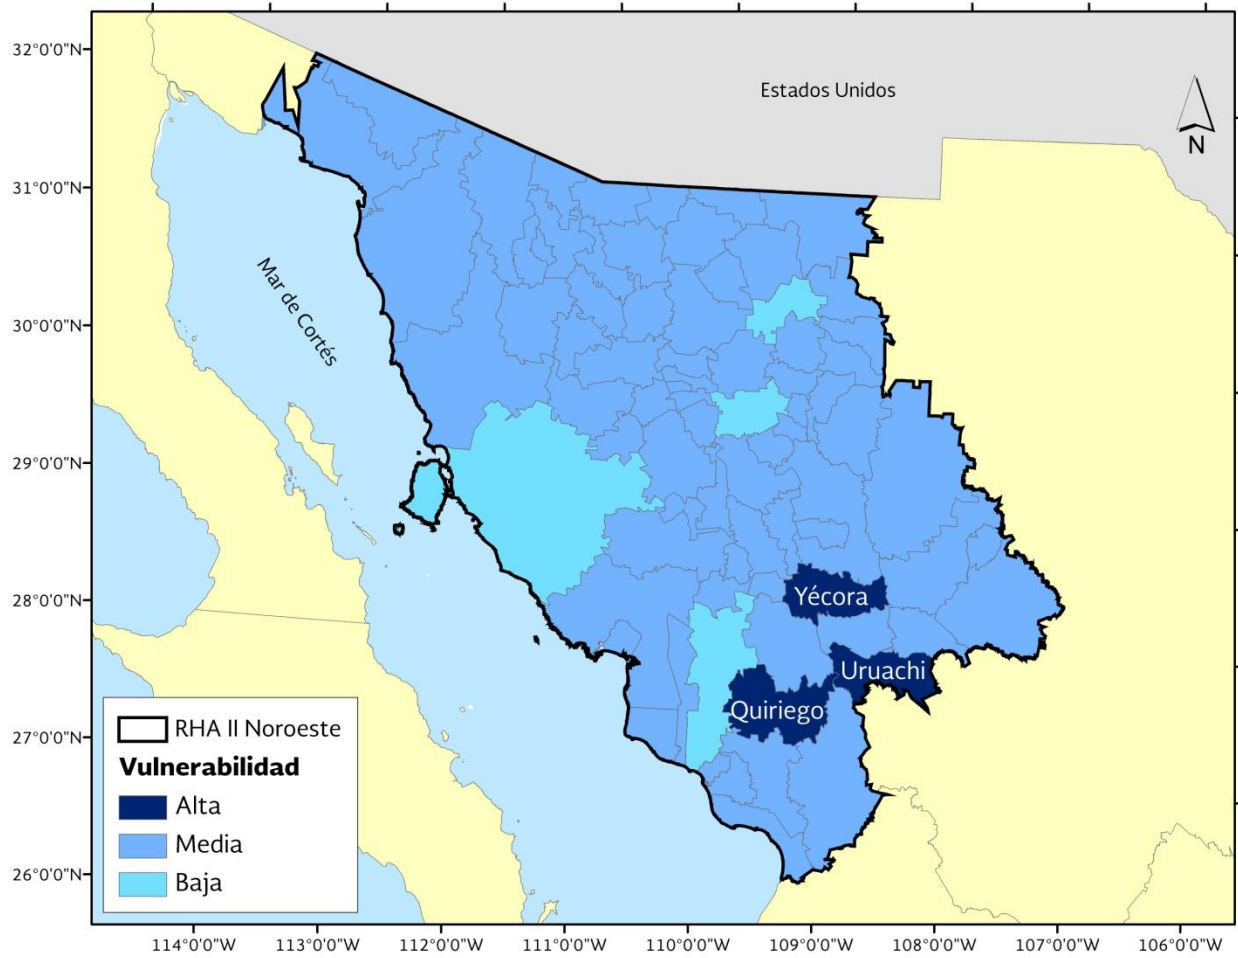 32°0'0"N
31°0'0"N
30°0'0"N
29°0'0"N
28°0'0"N
27°0'0"N
26°0'0"N
Estados Unidos
N
Mar de Cortés
Yécora
Uruachi
Quiriego
RHA II Noroeste
Vulnerabilidad
Alta
Media
Baja
114°0'0"W
113°0'0"W
112°0'0"W
111°0'0"W
110°0'0"W
109°0'0"W
108°0'0"W
107°0'0"W
106°0'0"W